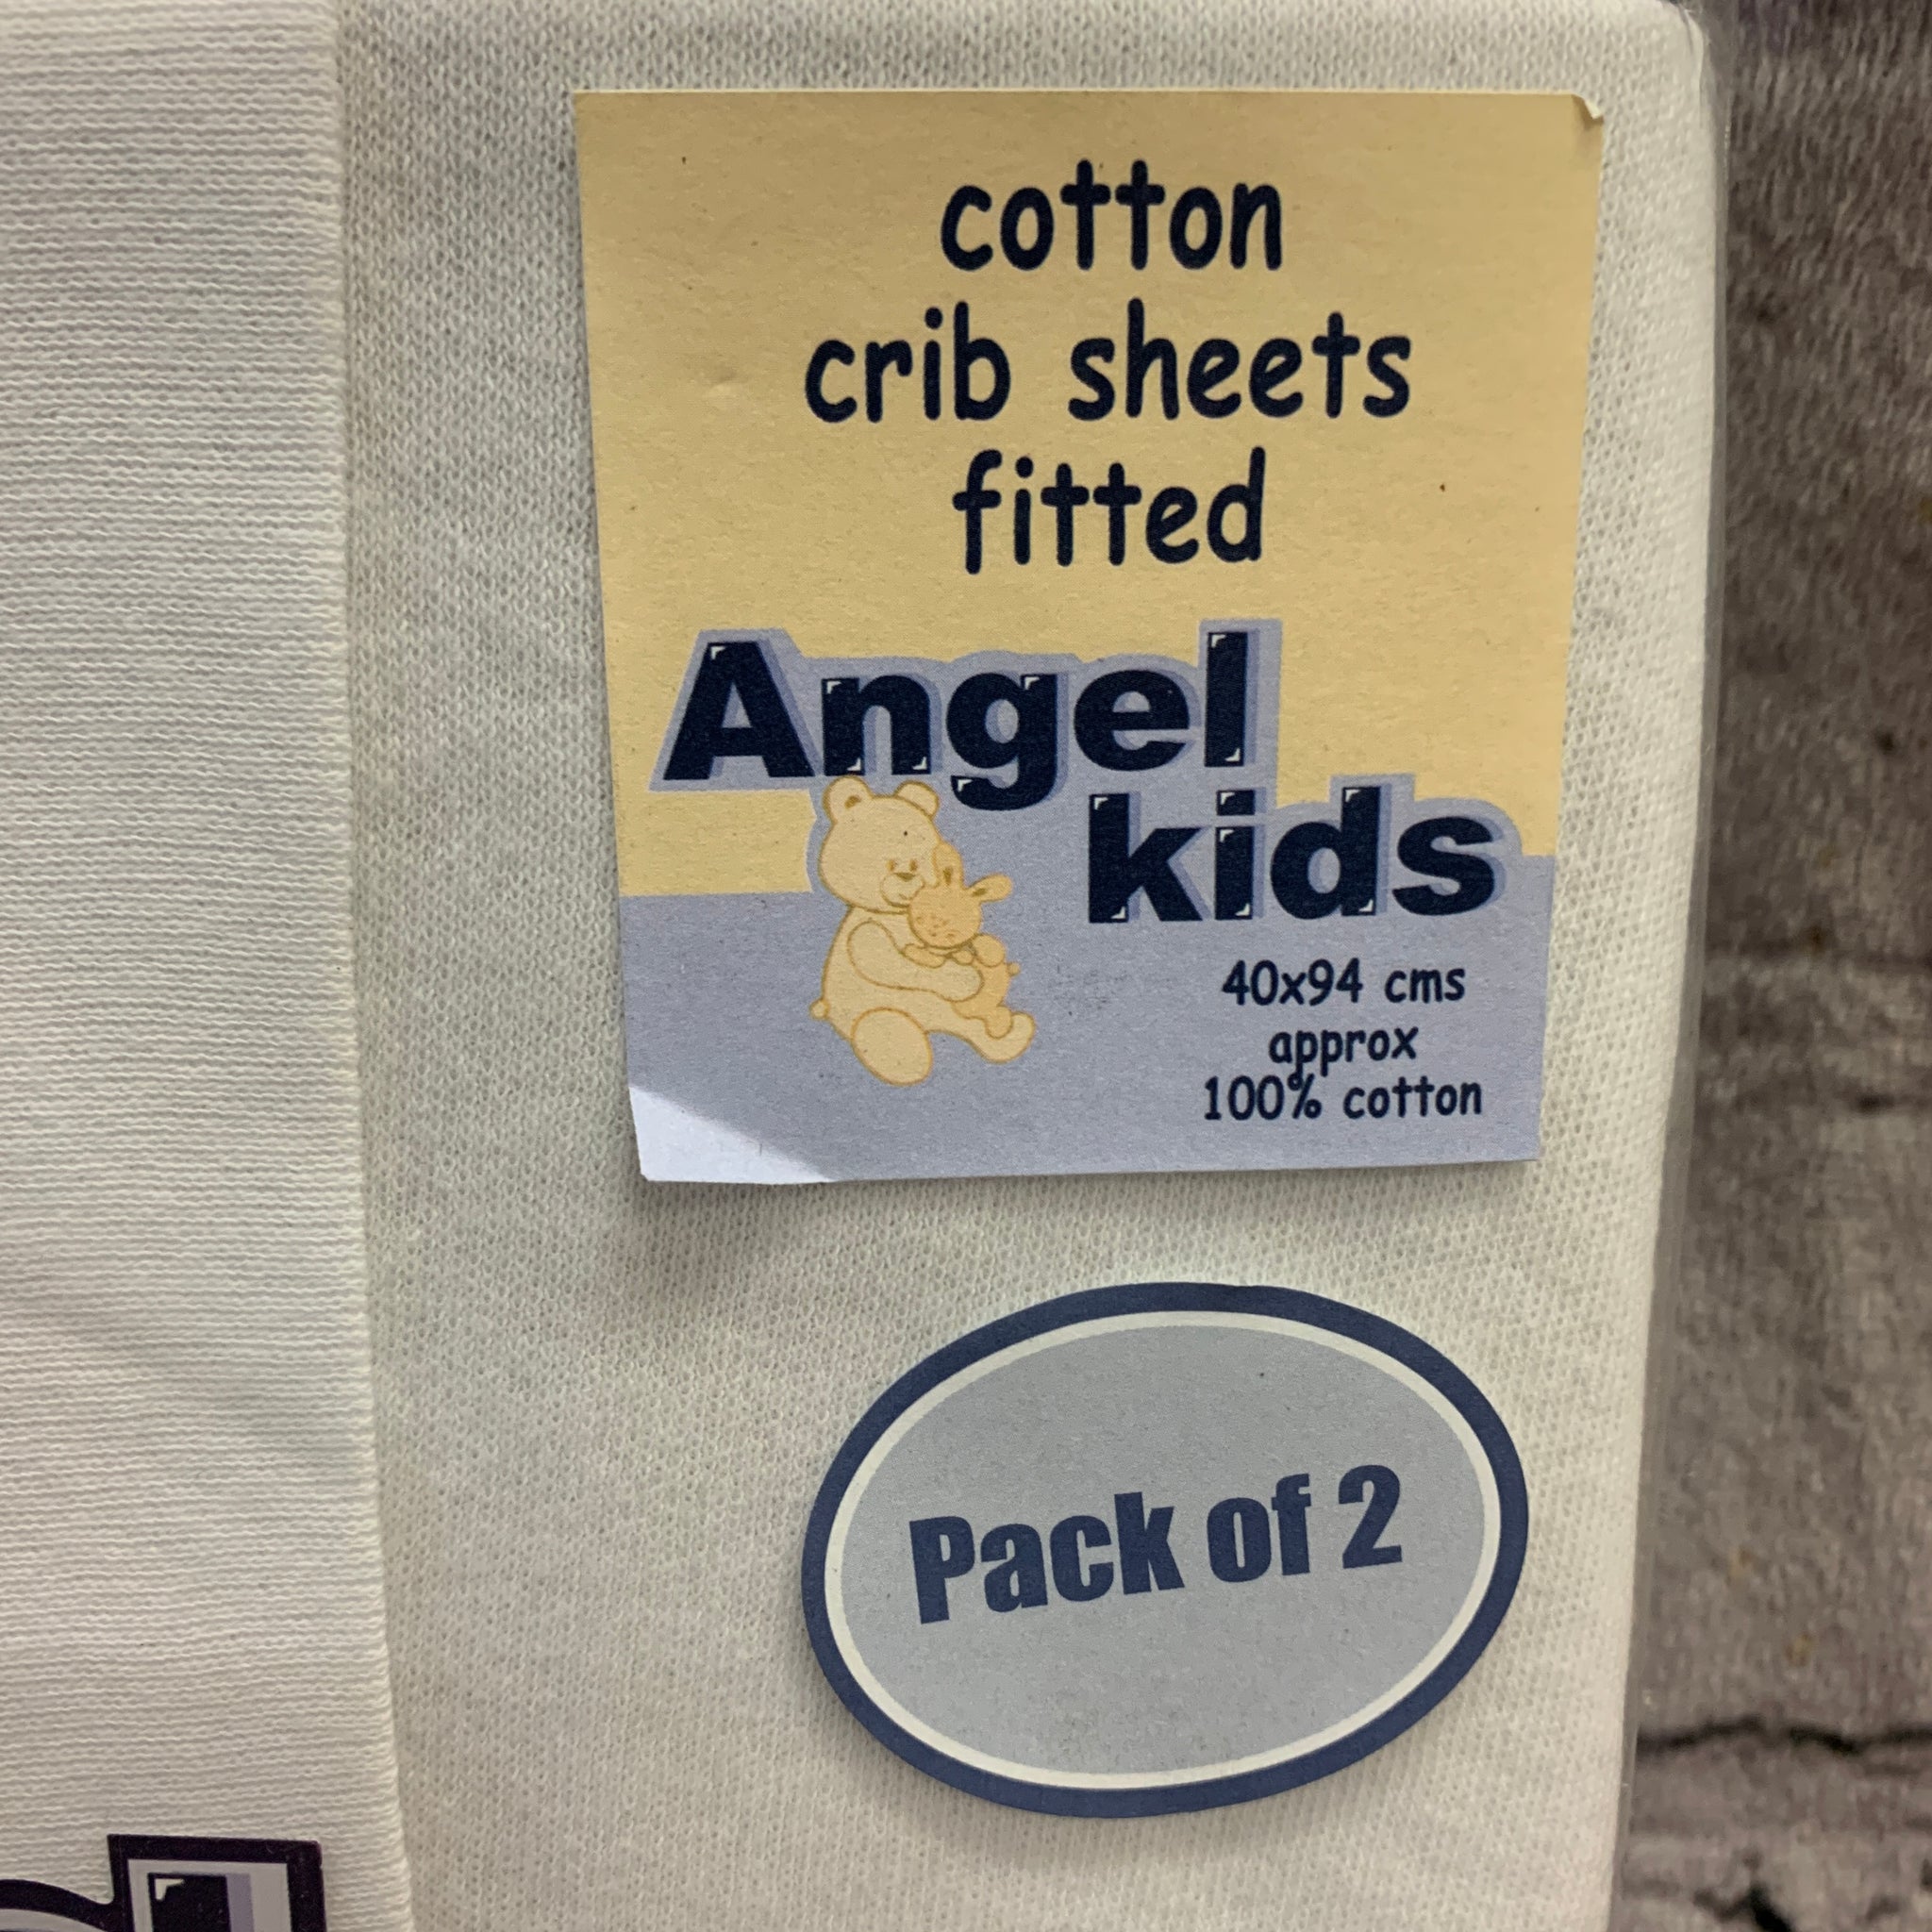 cotton
crib sheets
fitted
Angel
kids
40x94 cms
approx
100% cotton
Pack of 2